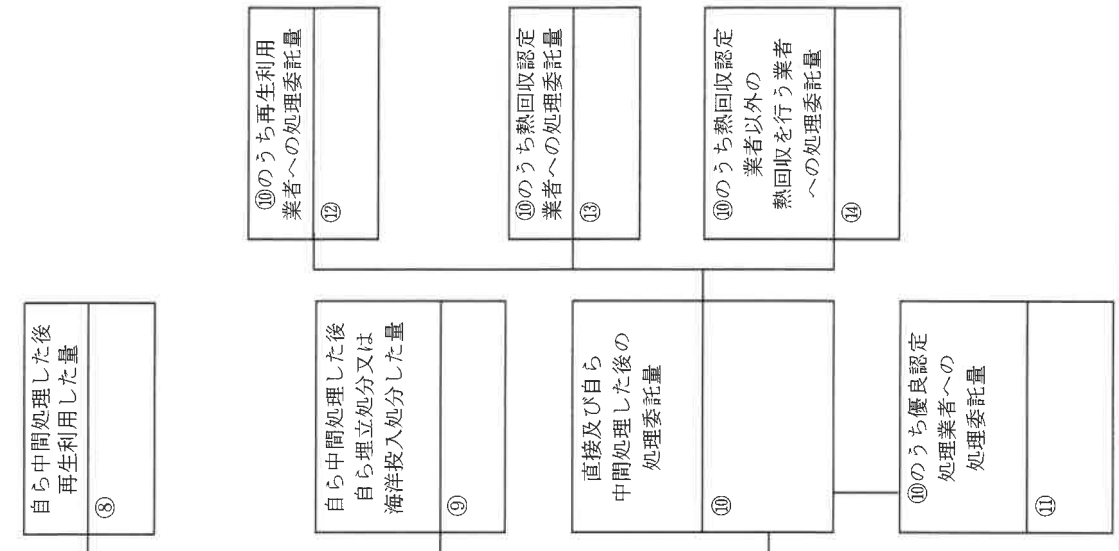 自ら中間処理した後
再生利用した量
⑧
自ら中間処理した後
自ら埋立処分又は
海洋投入処分した量
⑨
直接及び自ら
中間処理した後の
処理委託量
⑩
⑩のうち優良認定
処理業者への
処理委託量
⑪
⑩のうち再生利用
業者への処理委託量
⑫
⑩のうち熱回収認定
業者への処理委託量
⑬
⑩のうち熱回収認定
業者以外の
熱回収を行う業者
への処理委託量
⑭